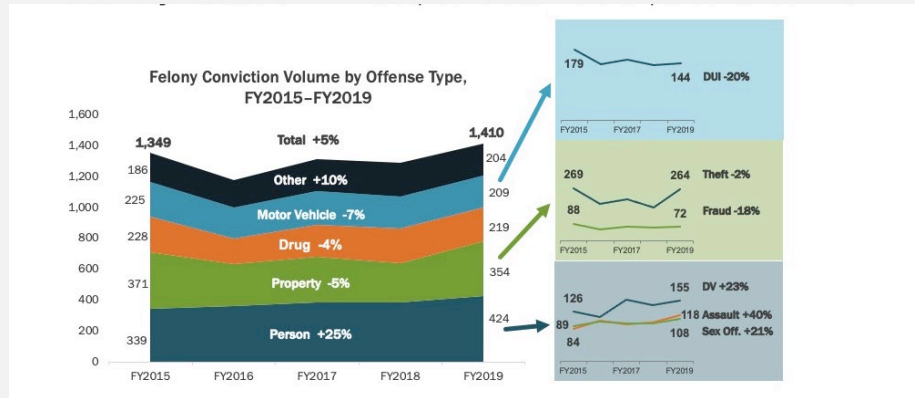 Felony Conviction Volume by Offense Type,
FY2015–FY2019
1,600
1,400
1,200
1,000
800
600
400
200
0
1,349
186
225
228
371
339
Total +5%
Other +10%
Motor Vehicle -7%
Drug -4%
Property -5%
Person +25%
1,410
204
209
219
354
424
FY2015 FY2016 FY2017 FY2018 FY2019
179
144 DUI -20%
FY2015 FY2017 FY2019
269 264 Theft -2%
88 72 Fraud -18%
FY2015 FY2017 FY2019
126 155 DV +23%
89 118 Assault +40%
84 108 Sex Off. +21%
FY2015 FY2017 FY2019